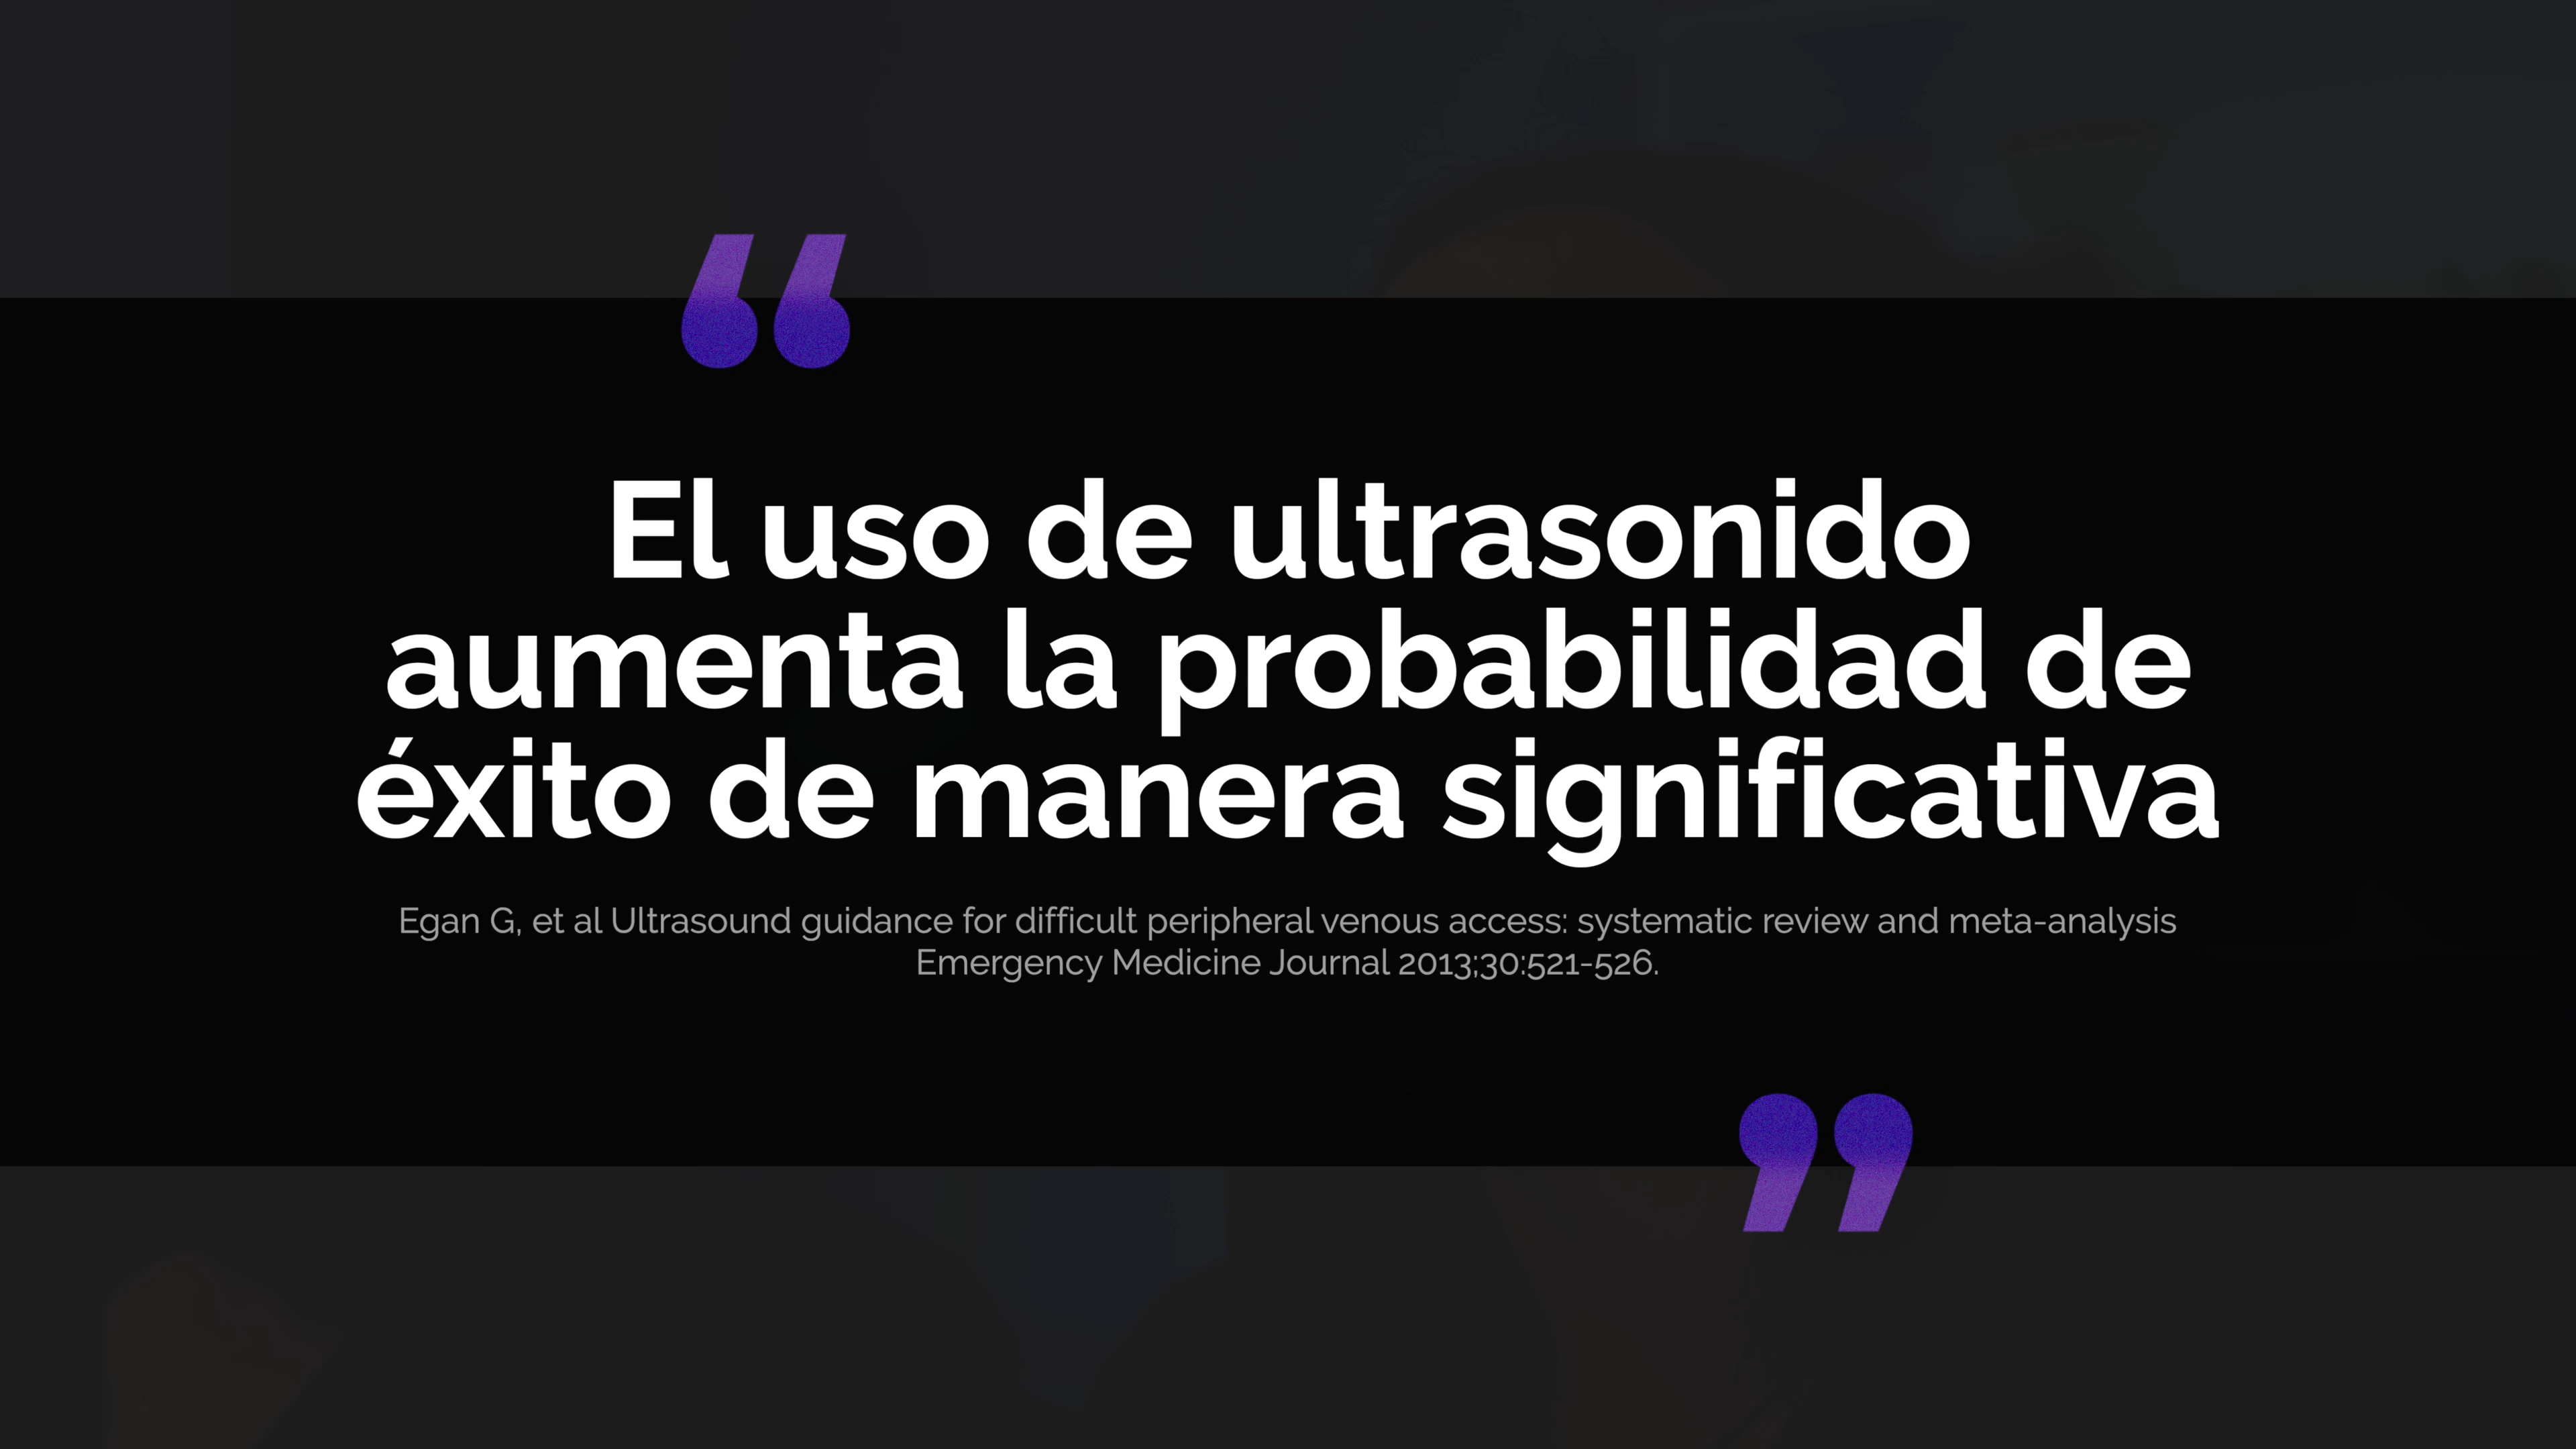 “
El uso de ultrasonido
aumenta la probabilidad de
éxito de manera significativa
Egan G, et al Ultrasound guidance for difficult peripheral venous access: systematic review and meta-analysis
Emergency Medicine Journal 2013;30:521-526.
”